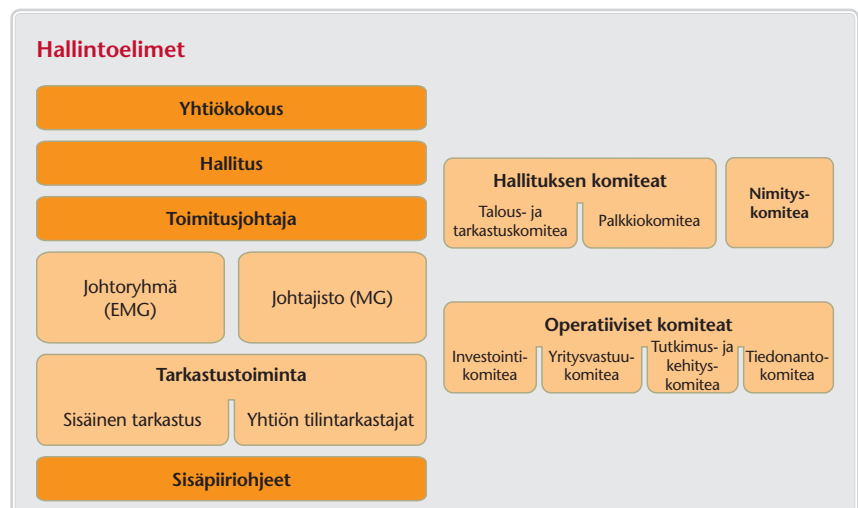 Hallintoelimet
Yhtiökokous
Hallitus
Toimitusjohtaja
Johtoryhmä
(EMG)
Johtajisto (MG)
Tarkastustoiminta
Sisäinen tarkastus
Yhtiön tilintarkastajat
Sisäpiiriohjeet
Hallituksen komiteat
Talous- ja
tarkastuskomitea
Palkkiokomitea
Nimitys-
komitea
Operatiiviset komiteat
Investointi-
komitea
Yritysvastuu-
komitea
Tutkimus- ja
kehitys-
komitea
Tiedonanto-
komitea